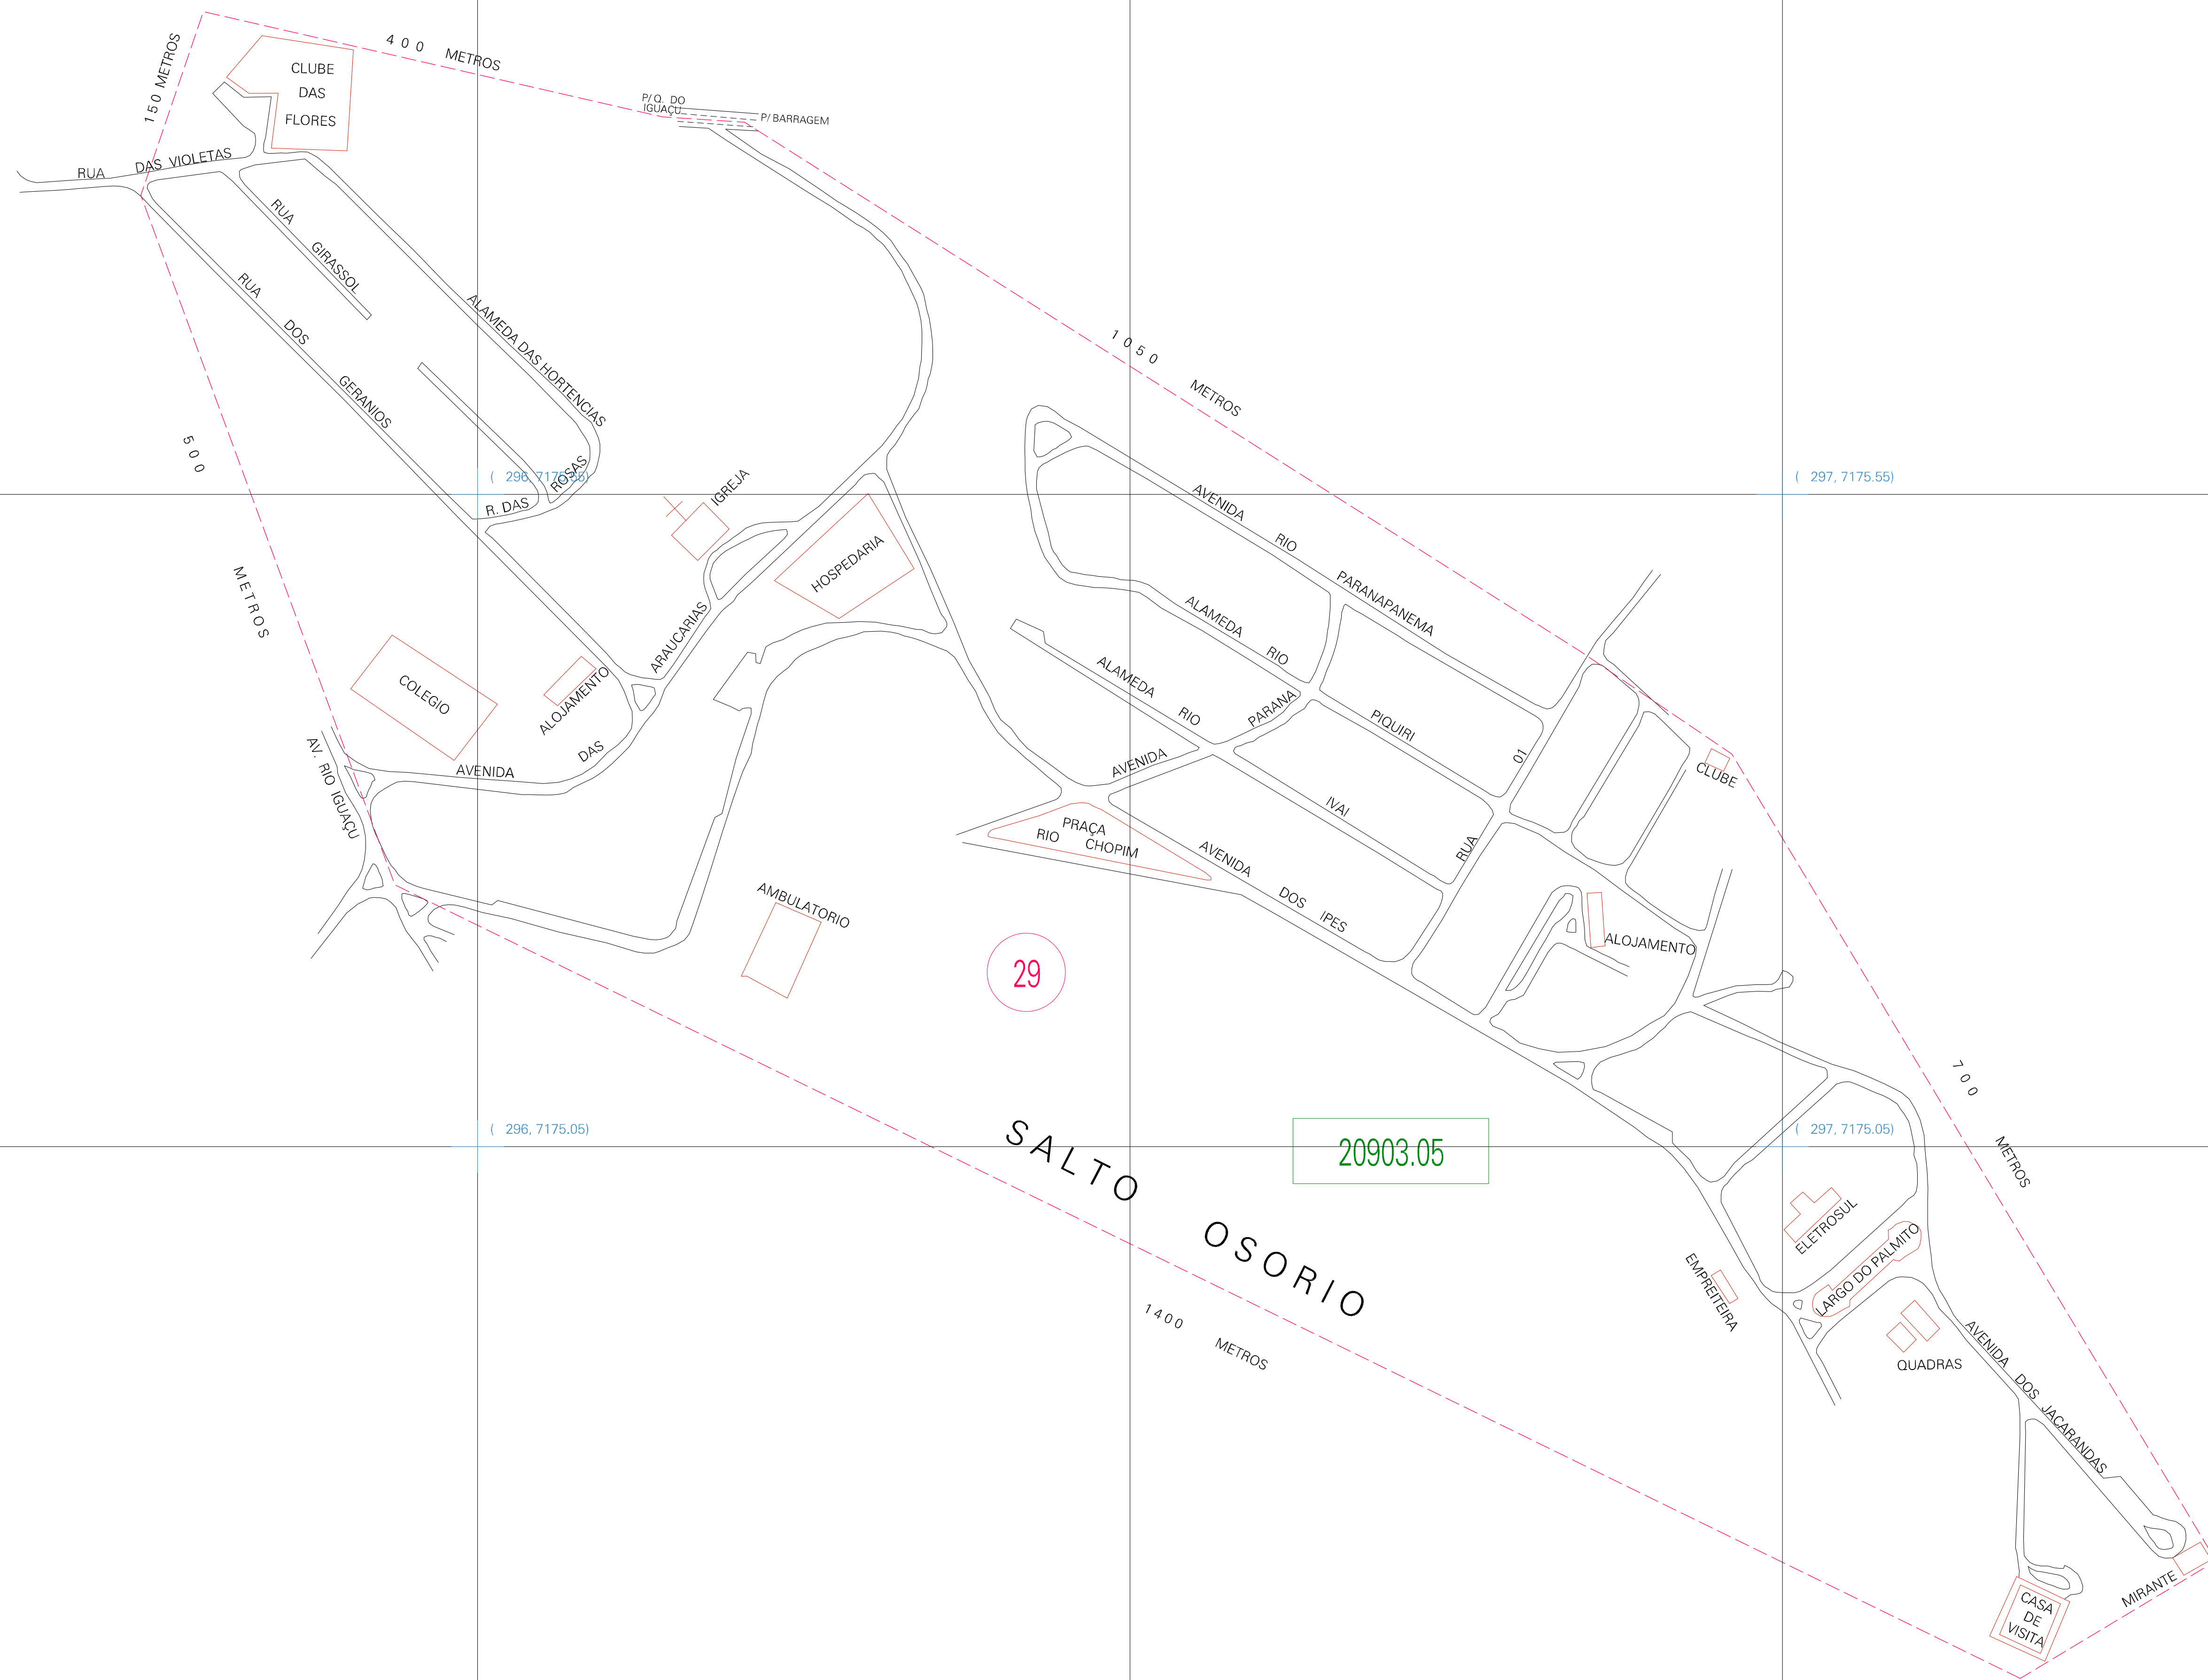 400 METROS
150 METROS
CLUBE
DAS
FLORES
P/ Q. DO
IGUAÇU
P/ BARRAGEM
RUA DAS VIOLETAS
RUA GIRASSOL
RUA DOS GERANIOS
ALAMEDA DAS HORTENCIAS
1050 METROS
500 METROS
( 296, 7175.55)
( 297, 7175.55)
R. DAS ROSAS
IGREJA
HOSPEDARIA
AVENIDA RIO PARANAPANEMA
ALAMEDA RIO PIQUIRI
ALAMEDA RIO IVAI
AVENIDA PARANA
COLEGIO
ALOJAMENTO
AVENIDA DAS ARAUCARIAS
AV. RIO IGUAÇU
RUA 01
CLUBE
PRAÇA
RIO CHOPIM
AVENIDA DOS IPES
AMBULATORIO
ALOJAMENTO
29
700 METROS
( 296, 7175.05)
( 297, 7175.05)
SALTO OSORIO
20903.05
1400 METROS
ELETROSUL
LARGO DO PALMITO
EMPREITEIRA
QUADRAS
AVENIDA DOS JACARANDAS
MIRANTE
CASA
DE
VISITA